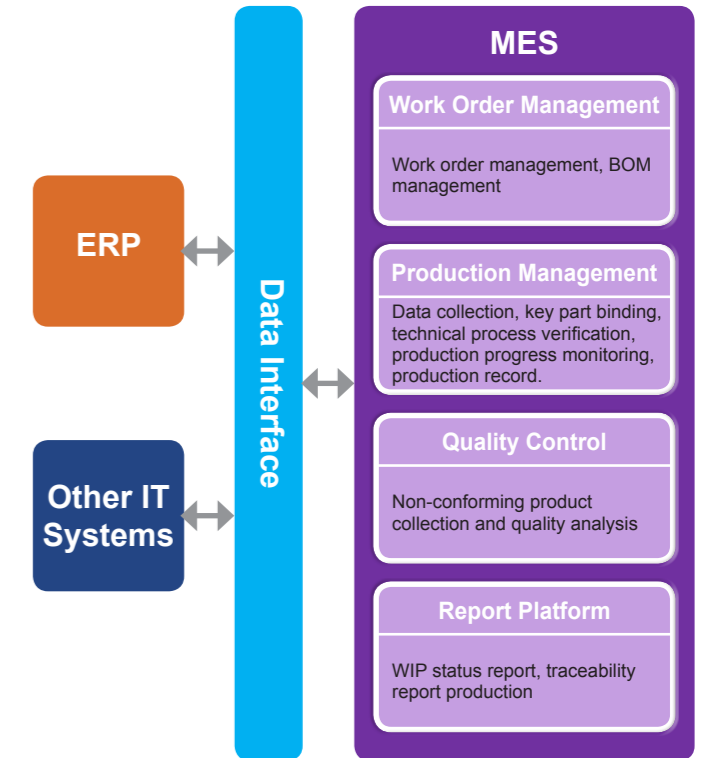 MES
Work Order Management
Work order management, BOM
management
ERP
Production Management
Data collection, key part binding,
technical process verification,
production progress monitoring,
production record.
Data Interface
Quality Control
Non-conforming product
collection and quality analysis
Other IT
Systems
Report Platform
WIP status report, traceability
report production